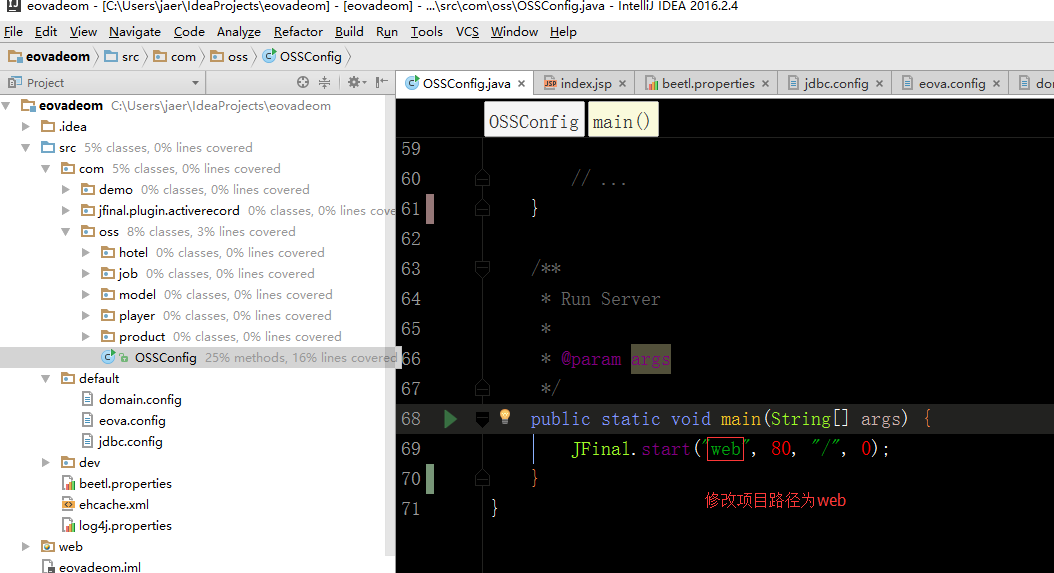 eovadeom - [C:\Users\jaer\IdeaProjects\eovadeom] - [eovadeom] - ...\src\com\oss\OSSConfig.java - IntelliJ IDEA 2016.2.4
File Edit View Navigate Code Analyze Refactor Build Run Tools VCS Window Help
eovadeom src com oss OSSConfig
Project
OSSConfig.java index.jsp beetl.properties jdbc.config eova.config dor
eovadeom C:\Users\jaer\IdeaProjects\eovadeom
.idea
src 5% classes, 0% lines covered
com 5% classes, 0% lines covered
demo 0% classes, 0% lines covered
jfinal.plugin.activerecord 0% classes, 0% lines cove
oss 8% classes, 3% lines covered
hotel 0% classes, 0% lines covered
job 0% classes, 0% lines covered
model 0% classes, 0% lines covered
player 0% classes, 0% lines covered
product 0% classes, 0% lines covered
OSSConfig 25% methods, 16% lines covered
default
domain.config
eova.config
jdbc.config
dev
beetl.properties
ehcache.xml
log4j.properties
web
eovadeom.iml
OSSConfig main()
59
60 // ...
61 }
62
63 /**
64 * Run Server
65 *
66 * @param args
67 */
68 public static void main(String[] args) {
69 JFinal.start("web", 80, "/", 0);
70 }
71 }
修改项目路径为web